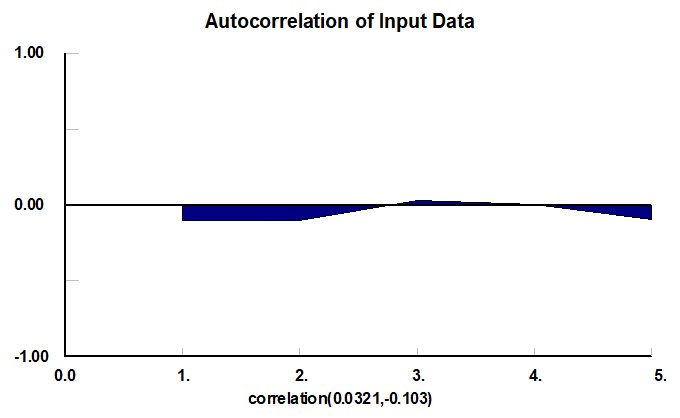 Autocorrelation of Input Data
1.00
0.00
-1.00
0.0 1. 2. 3. 4. 5.
correlation(0.0321,-0.103)